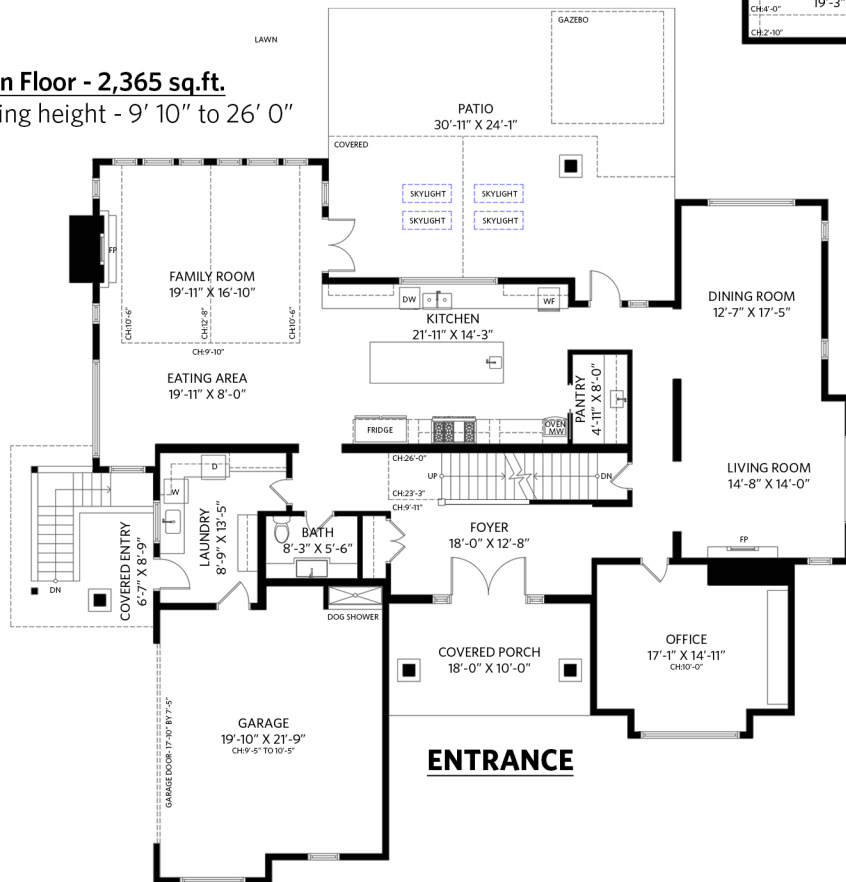 19'-3"
CH:4'-0"
CH:2'-10"
GAZEBO
LAWN
n Floor - 2,365 sq.ft.
ing height - 9' 10" to 26' 0"
PATIO
30'-11" X 24'-1"
COVERED
SKYLIGHT
SKYLIGHT
SKYLIGHT
SKYLIGHT
FP
FAMILY ROOM
19'-11" X 16'-10"
CH:10'-6"
CH:12'-8"
CH:10'-6"
CH:9'-10"
EATING AREA
19'-11" X 8'-0"
DW
WF
KITCHEN
21'-11" X 14'-3"
FRIDGE
OVEN
MW
PANTRY
4'-11" X 8'-0"
DINING ROOM
12'-7" X 17'-5"
LIVING ROOM
14'-8" X 14'-0"
FP
CH:26'-0"
UP
DN
CH:23'-3"
CH:9'-11"
FOYER
18'-0" X 12'-8"
D
W
LAUNDRY
8'-9" X 13'-5"
BATH
8'-3" X 5'-6"
COVERED ENTRY
6'-7" X 8'-9"
DN
DOG SHOWER
COVERED PORCH
18'-0" X 10'-0"
OFFICE
17'-1" X 14'-11"
CH:10'-0"
GARAGE
19'-10" X 21'-9"
CH:9'-5" TO 10'-5"
GARAGE DOOR- 17'-10" BY 7'-5"
ENTRANCE